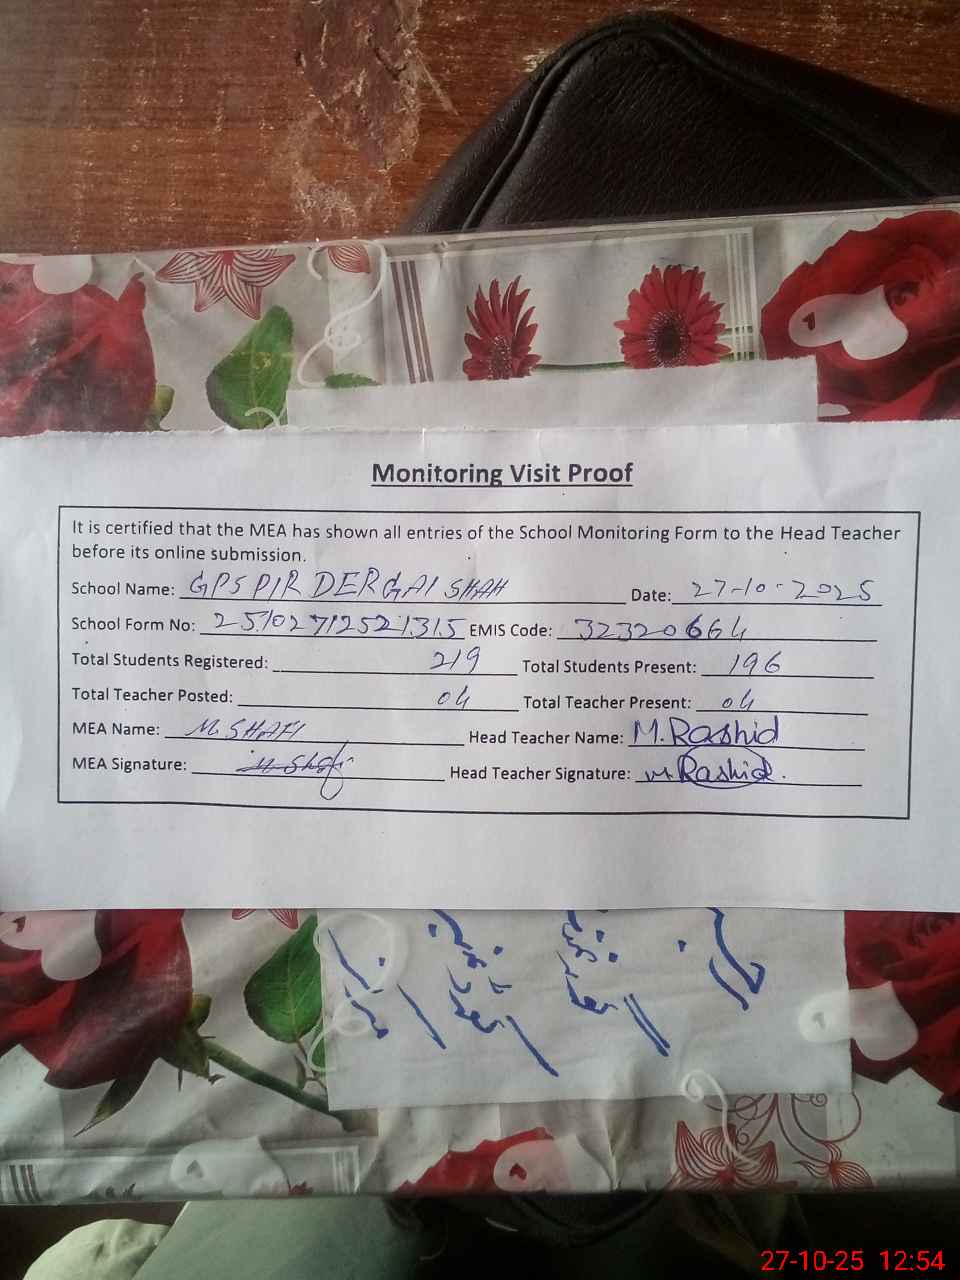 Monitoring Visit Proof
It is certified that the MEA has shown all entries of the School Monitoring Form to the Head Teacher
before its online submission.
School Name: GPS PIR DERGAI SHAH Date: 27-10-2025
School Form No: 25102712521315 EMIS Code: 32320664
Total Students Registered: 219 Total Students Present: 196
Total Teacher Posted: 04 Total Teacher Present: 04
MEA Name: M. SHAFI Head Teacher Name: M.Rashid
MEA Signature: M Shafi Head Teacher Signature: M.Rashid.
27-10-25 12:54